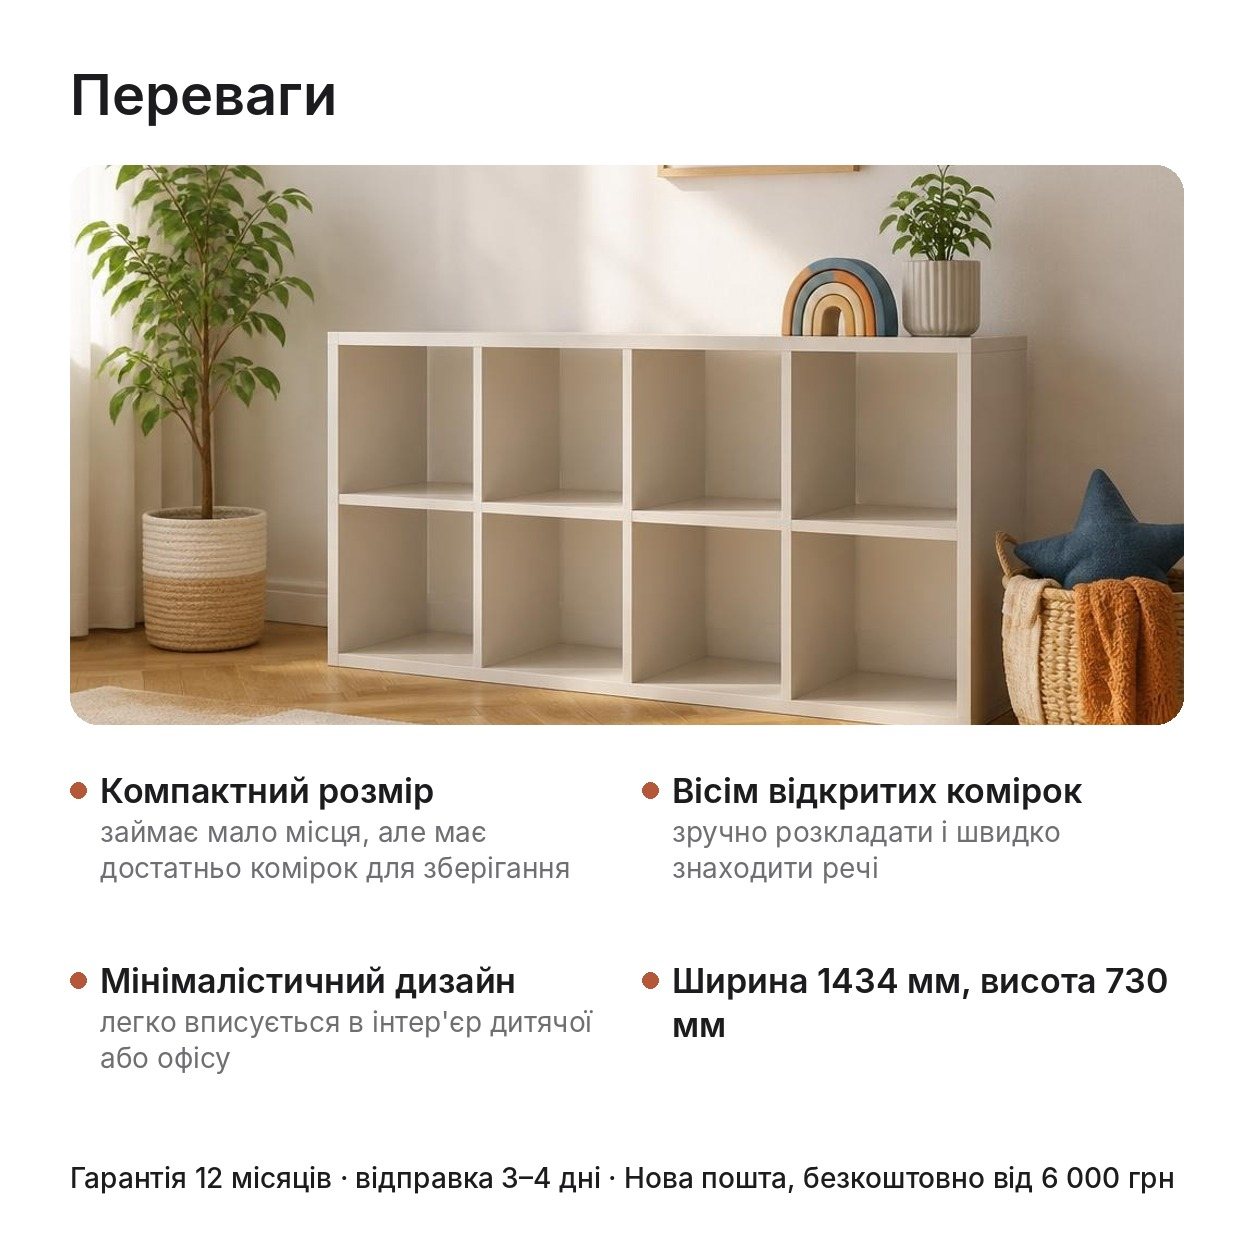 Переваги
Компактний розмір
займає мало місця, але має
достатньо комірок для зберігання
Вісім відкритих комірок
зручно розкладати і швидко
знаходити речі
Мінімалістичний дизайн
легко вписується в інтер'єр дитячої
або офісу
Ширина 1434 мм, висота 730
мм
Гарантія 12 місяців · відправка 3–4 дні · Нова пошта, безкоштовно від 6 000 грн